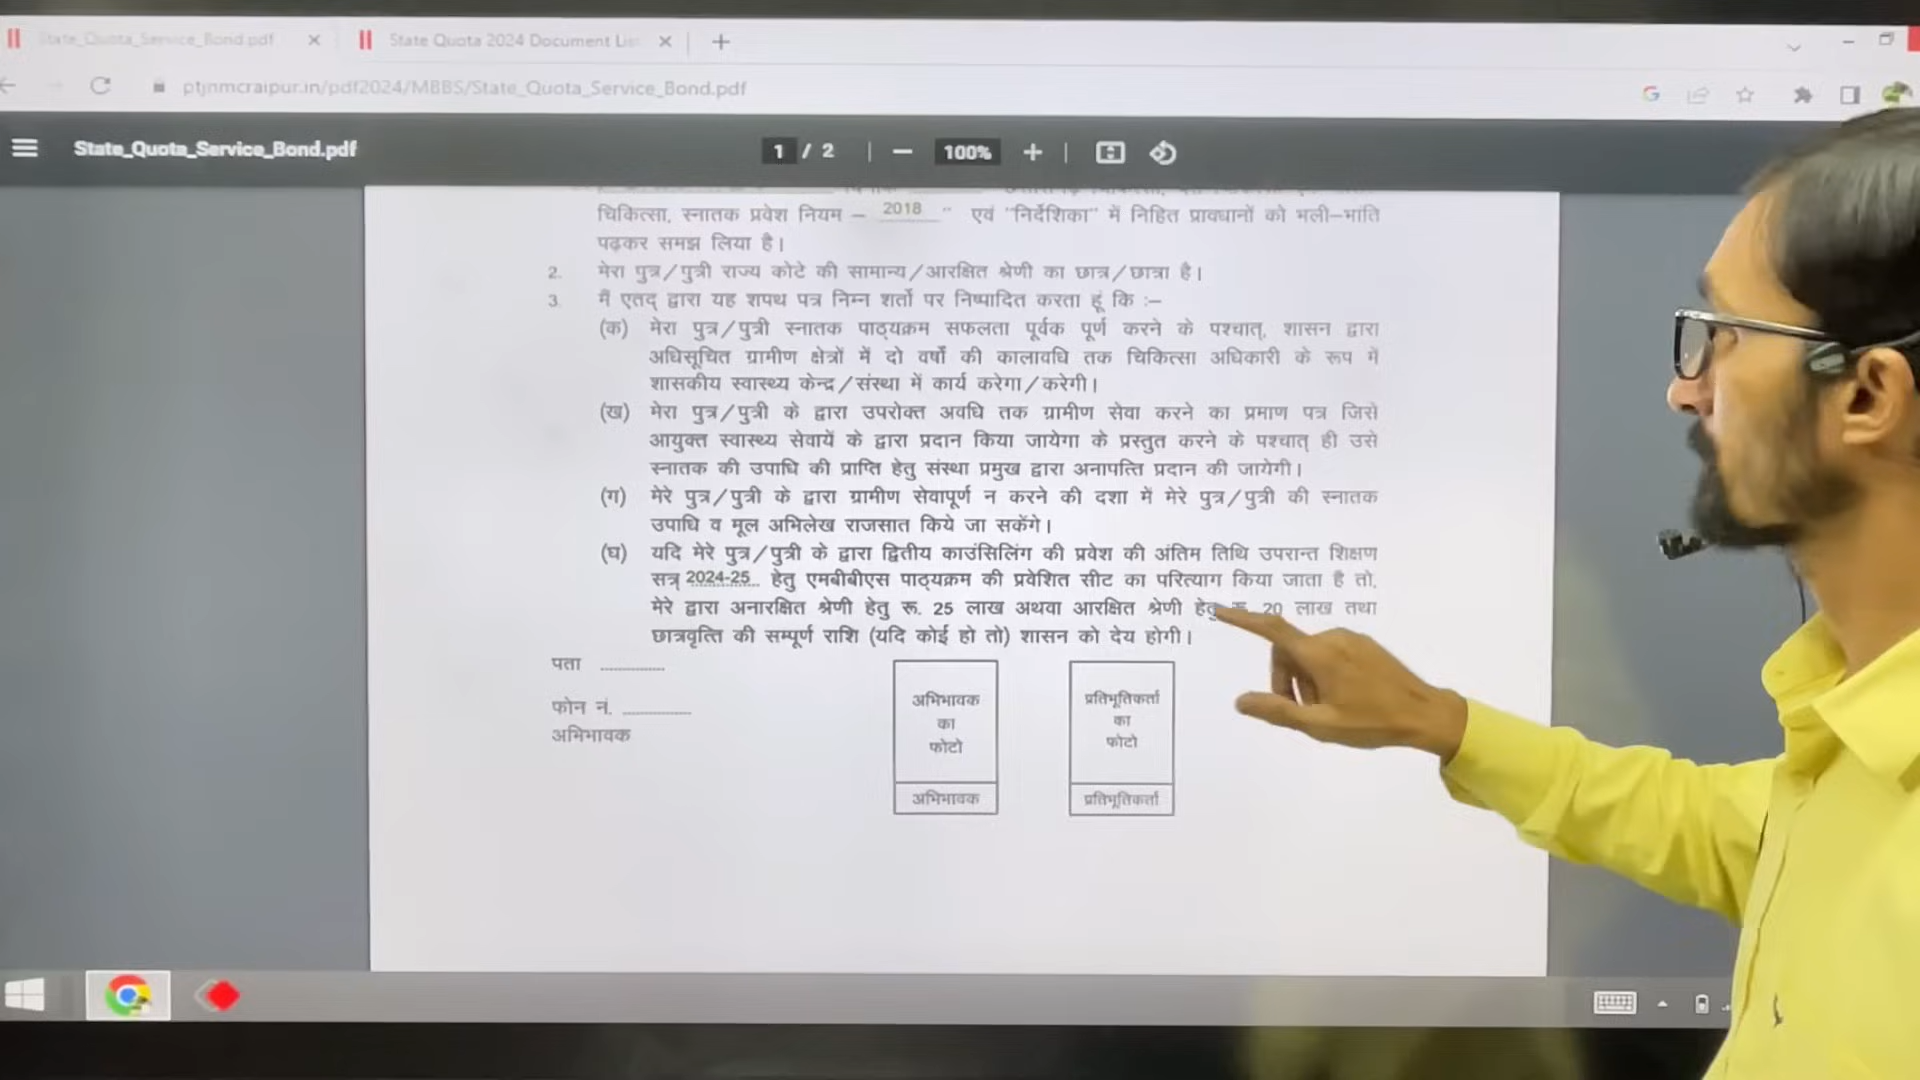 State_Quota_Service_Bond.pdf
State Quota 2024 Document Lis
ptjnmcraipur.in/pdf2024/MBBS/State_Quota_Service_Bond.pdf
State_Quota_Service_Bond.pdf
1 / 2
100%
चिकित्सा, स्नातक प्रवेश नियम – 2018 " एवं "निर्देशिका" में निहित प्रावधानों को भली–भांति
पढ़कर समझ लिया है।
2. मेरा पुत्र/पुत्री राज्य कोटे की सामान्य/आरक्षित श्रेणी का छात्र/छात्रा है।
3. मैं एतद् द्वारा यह शपथ पत्र निम्न शर्तो पर निष्पादित करता हूं कि :–
(क) मेरा पुत्र/पुत्री स्नातक पाठ्यक्रम सफलता पूर्वक पूर्ण करने के पश्चात्, शासन द्वारा
अधिसूचित ग्रामीण क्षेत्रों में दो वर्षों की कालावधि तक चिकित्सा अधिकारी के रूप में
शासकीय स्वास्थ्य केन्द्र/संस्था में कार्य करेगा/करेगी।
(ख) मेरा पुत्र/पुत्री के द्वारा उपरोक्त अवधि तक ग्रामीण सेवा करने का प्रमाण पत्र जिसे
आयुक्त स्वास्थ्य सेवायें के द्वारा प्रदान किया जायेगा के प्रस्तुत करने के पश्चात् ही उसे
स्नातक की उपाधि की प्राप्ति हेतु संस्था प्रमुख द्वारा अनापत्ति प्रदान की जायेगी।
(ग) मेरे पुत्र/पुत्री के द्वारा ग्रामीण सेवापूर्ण न करने की दशा में मेरे पुत्र/पुत्री की स्नातक
उपाधि व मूल अभिलेख राजसात किये जा सकेंगे।
(घ) यदि मेरे पुत्र/पुत्री के द्वारा द्वितीय काउंसिलिंग की प्रवेश की अंतिम तिथि उपरान्त शिक्षण
सत्र् 2024-25 हेतु एमबीबीएस पाठ्यक्रम की प्रवेशित सीट का परित्याग किया जाता है तो,
मेरे द्वारा अनारक्षित श्रेणी हेतु रू. 25 लाख अथवा आरक्षित श्रेणी हेतु रू. 20 लाख तथा
छात्रवृत्ति की सम्पूर्ण राशि (यदि कोई हो तो) शासन को देय होगी।
पता ..............
फोन नं. ..............
अभिभावक
अभिभावक
का
फोटो
अभिभावक
प्रतिभूतिकर्ता
का
फोटो
प्रतिभूतिकर्ता